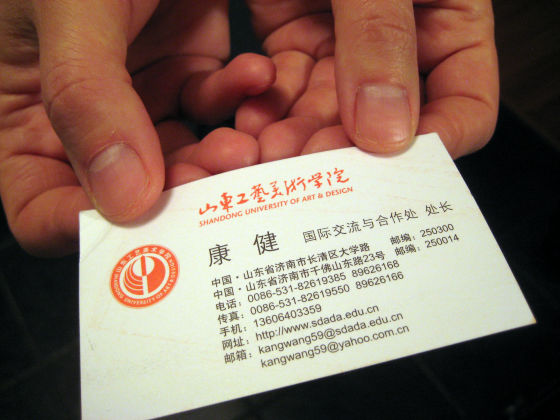 山东工艺美术学院
SHANDONG UNIVERSITY OF ART & DESIGN
康 健 国际交流与合作处 处长
中国·山东省济南市长清区大学路 邮编：250300
中国·山东省济南市千佛山东路23号 邮编：250014
电话：0086-531-82619385 89626168
传真：0086-531-82619550 89626166
手机：13606403359
网址：http://www.sdada.edu.cn
邮箱：kangwang59@sdada.edu.cn
kangwang59@yahoo.com.cn